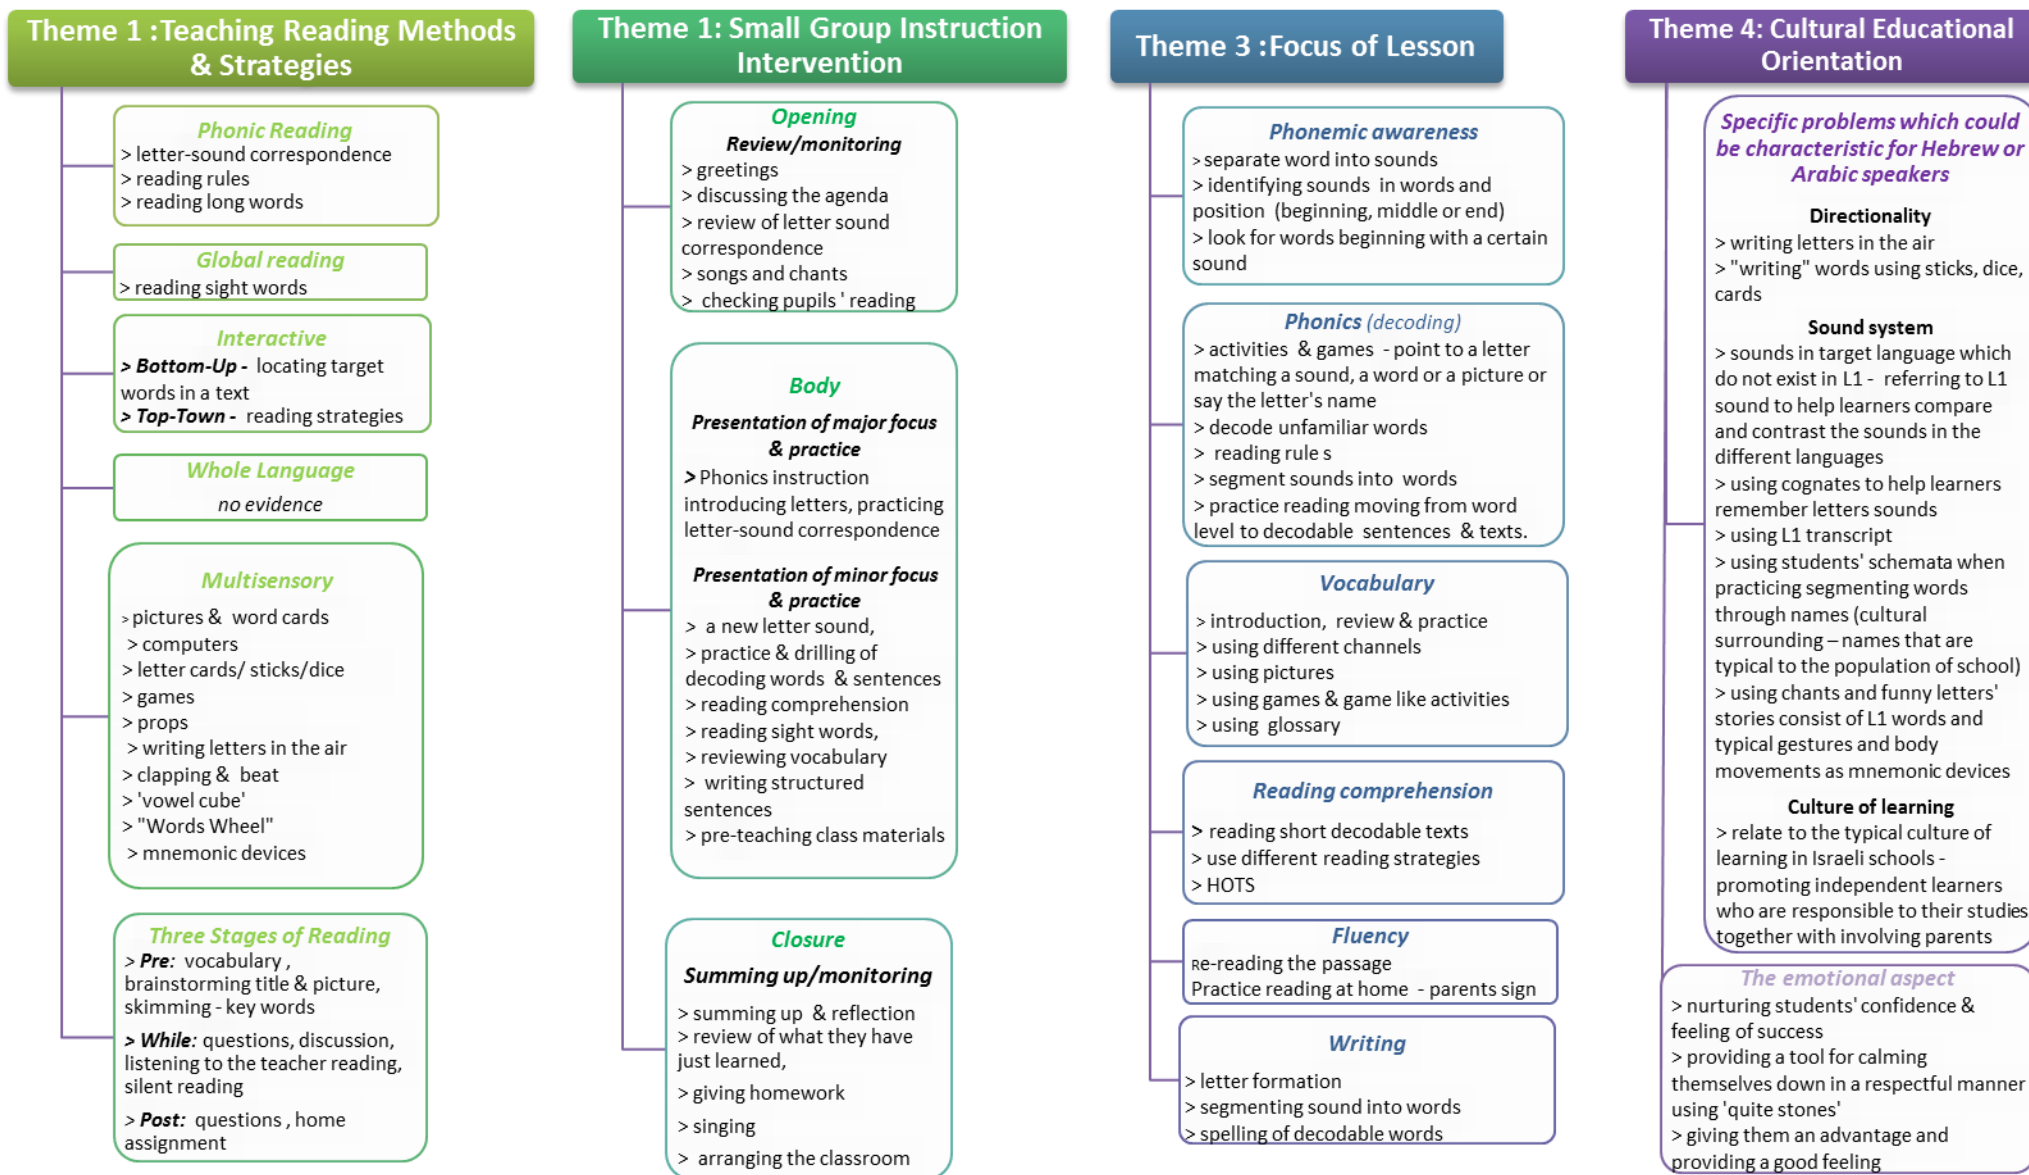 Theme 1 :Teaching Reading Methods
& Strategies
Phonic Reading
> letter-sound correspondence
> reading rules
> reading long words
Global reading
> reading sight words
Interactive
> Bottom-Up - locating target
words in a text
> Top-Town - reading strategies
Whole Language
no evidence
Multisensory
> pictures & word cards
> computers
> letter cards/ sticks/dice
> games
> props
> writing letters in the air
> clapping & beat
> 'vowel cube'
> "Words Wheel"
> mnemonic devices
Three Stages of Reading
> Pre: vocabulary ,
brainstorming title & picture,
skimming - key words
> While: questions, discussion,
listening to the teacher reading,
silent reading
> Post: questions , home
assignment
Theme 1: Small Group Instruction
Intervention
Opening
Review/monitoring
> greetings
> discussing the agenda
> review of letter sound
correspondence
> songs and chants
> checking pupils ' reading
Body
Presentation of major focus
& practice
> Phonics instruction
introducing letters, practicing
letter-sound correspondence
Presentation of minor focus
& practice
> a new letter sound,
> practice & drilling of
decoding words & sentences
> reading comprehension
> reading sight words,
> reviewing vocabulary
> writing structured
sentences
> pre-teaching class materials
Closure
Summing up/monitoring
> summing up & reflection
> review of what they have
just learned,
> giving homework
> singing
> arranging the classroom
Theme 3 :Focus of Lesson
Phonemic awareness
> separate word into sounds
> identifying sounds in words and
position (beginning, middle or end)
> look for words beginning with a certain
sound
Phonics (decoding)
> activities & games - point to a letter
matching a sound, a word or a picture or
say the letter's name
> decode unfamiliar words
> reading rule s
> segment sounds into words
> practice reading moving from word
level to decodable sentences & texts.
Vocabulary
> introduction, review & practice
> using different channels
> using pictures
> using games & game like activities
> using glossary
Reading comprehension
> reading short decodable texts
> use different reading strategies
> HOTS
Fluency
Re-reading the passage
Practice reading at home - parents sign
Writing
> letter formation
> segmenting sound into words
> spelling of decodable words
Theme 4: Cultural Educational
Orientation
Specific problems which could
be characteristic for Hebrew or
Arabic speakers
Directionality
> writing letters in the air
> "writing" words using sticks, dice,
cards
Sound system
> sounds in target language which
do not exist in L1 - referring to L1
sound to help learners compare
and contrast the sounds in the
different languages
> using cognates to help learners
remember letters sounds
> using L1 transcript
> using students' schemata when
practicing segmenting words
through names (cultural
surrounding – names that are
typical to the population of school)
> using chants and funny letters'
stories consist of L1 words and
typical gestures and body
movements as mnemonic devices
Culture of learning
> relate to the typical culture of
learning in Israeli schools -
promoting independent learners
who are responsible to their studies
together with involving parents
The emotional aspect
> nurturing students' confidence &
feeling of success
> providing a tool for calming
themselves down in a respectful manner
using 'quite stones'
> giving them an advantage and
providing a good feeling